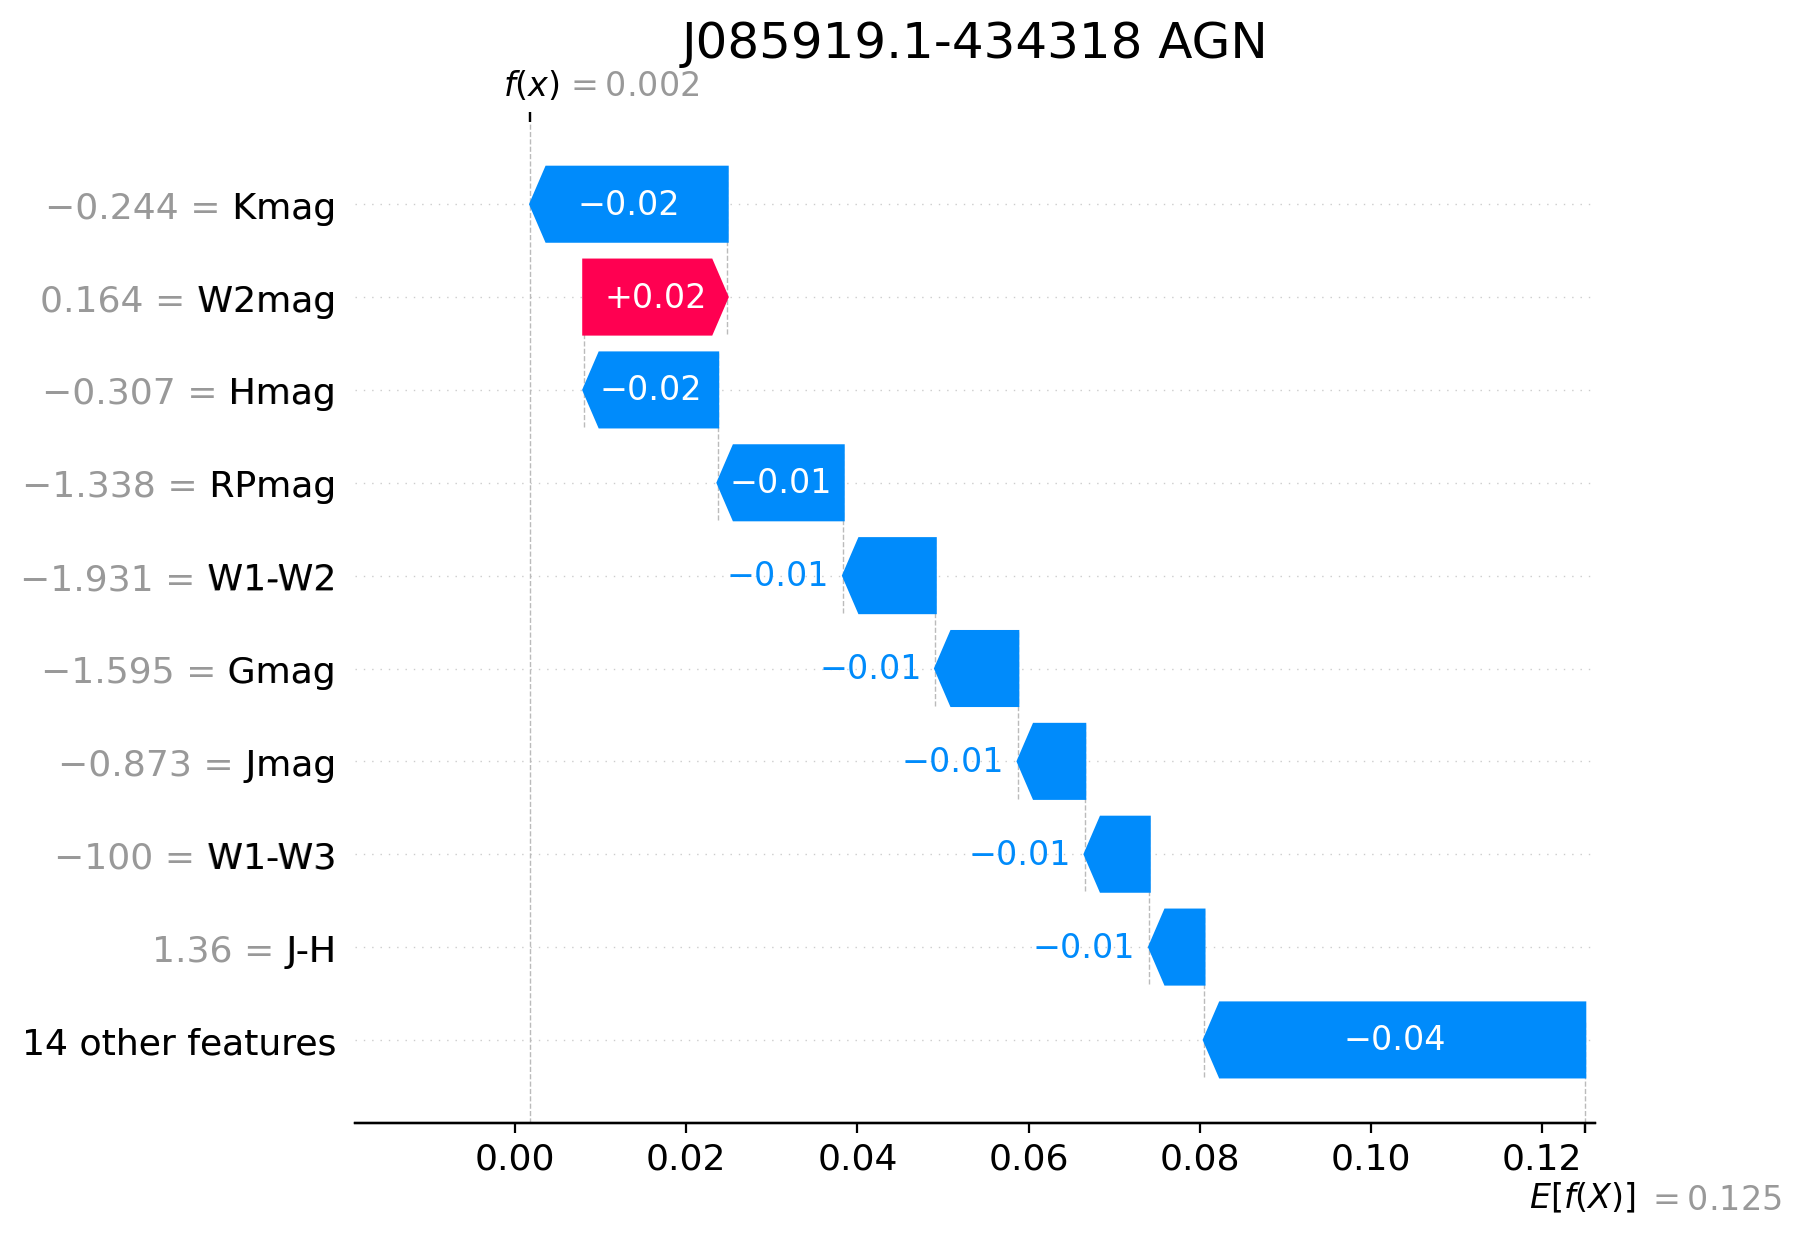 J085919.1-434318 AGN
f(x) = 0.002
−0.244 = Kmag
−0.02
0.164 = W2mag
+0.02
−0.307 = Hmag
−0.02
−1.338 = RPmag
−0.01
−1.931 = W1-W2
−0.01
−1.595 = Gmag
−0.01
−0.873 = Jmag
−0.01
−100 = W1-W3
−0.01
1.36 = J-H
−0.01
14 other features
−0.04
0.00 0.02 0.04 0.06 0.08 0.10 0.12
E[f(X)] = 0.125